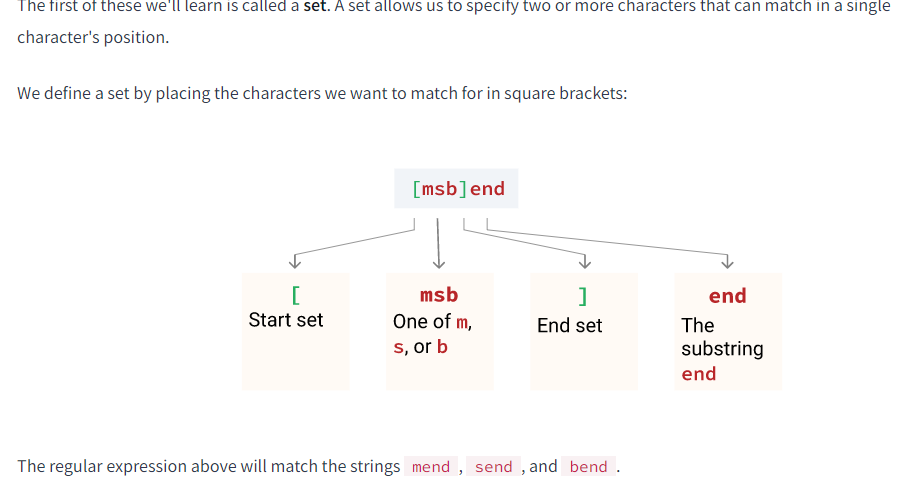 The first of these we'll learn is called a set. A set allows us to specify two or more characters that can match in a single
character's position.
We define a set by placing the characters we want to match for in square brackets:
[msb]end
[
Start set
msb
One of m,
s, or b
]
End set
end
The
substring
end
The regular expression above will match the strings mend , send , and bend .